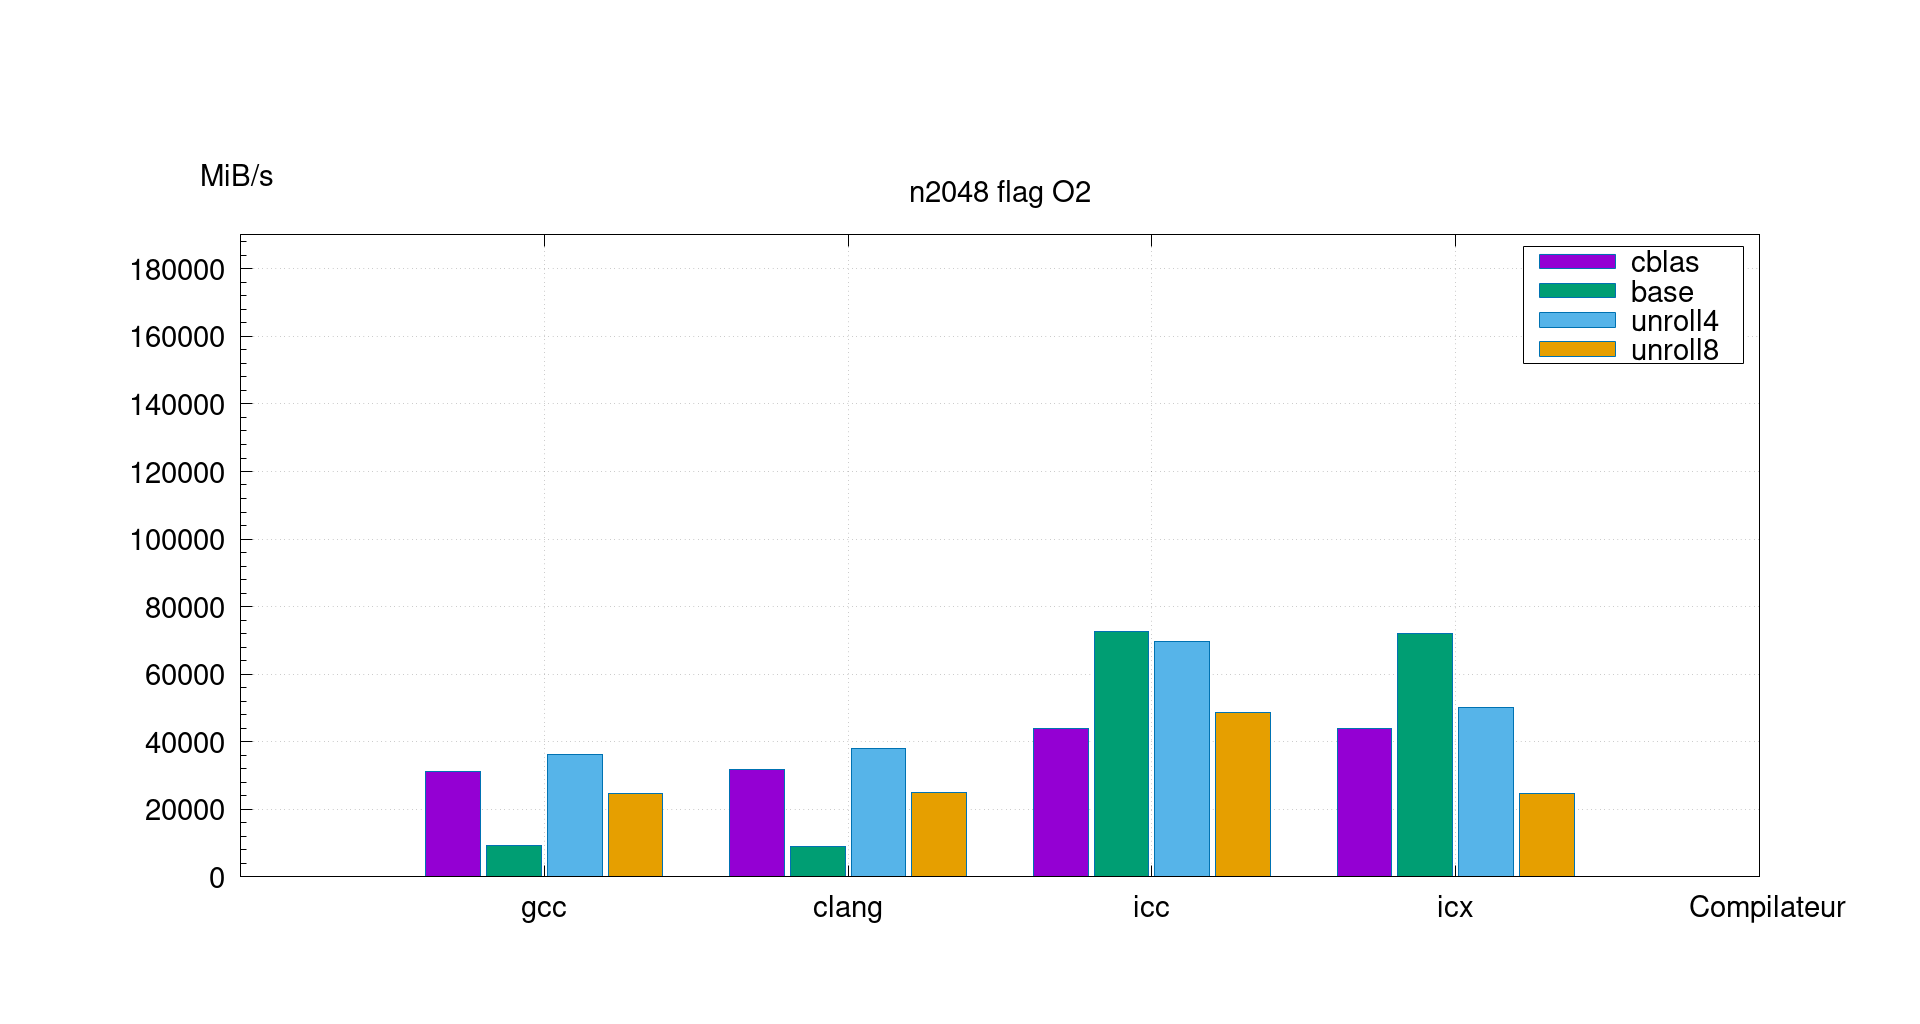 MiB/s
n2048 flag O2
180000
160000
140000
120000
100000
80000
60000
40000
20000
0
cblas
base
unroll4
unroll8
gcc
clang
icc
icx
Compilateur